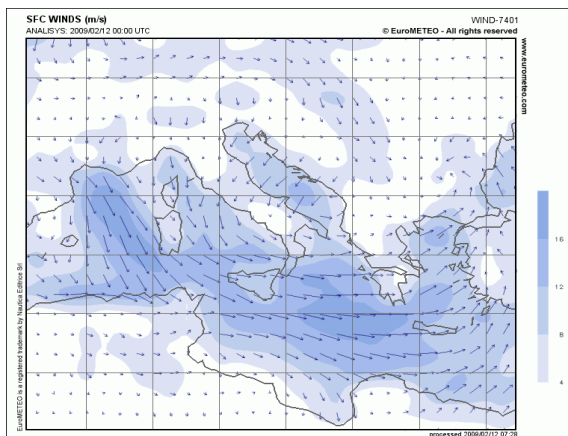 SFC WINDS (m/s)
WIND-7401
ANALISYS: 2009/02/12 00:00 UTC
© EuroMETEO - All rights reserved
www.eurometeo.com
16
12
8
4
EuroMETEO is a registered trademark by Nautica Editrice Srl
processed 2009/02/12 07:28